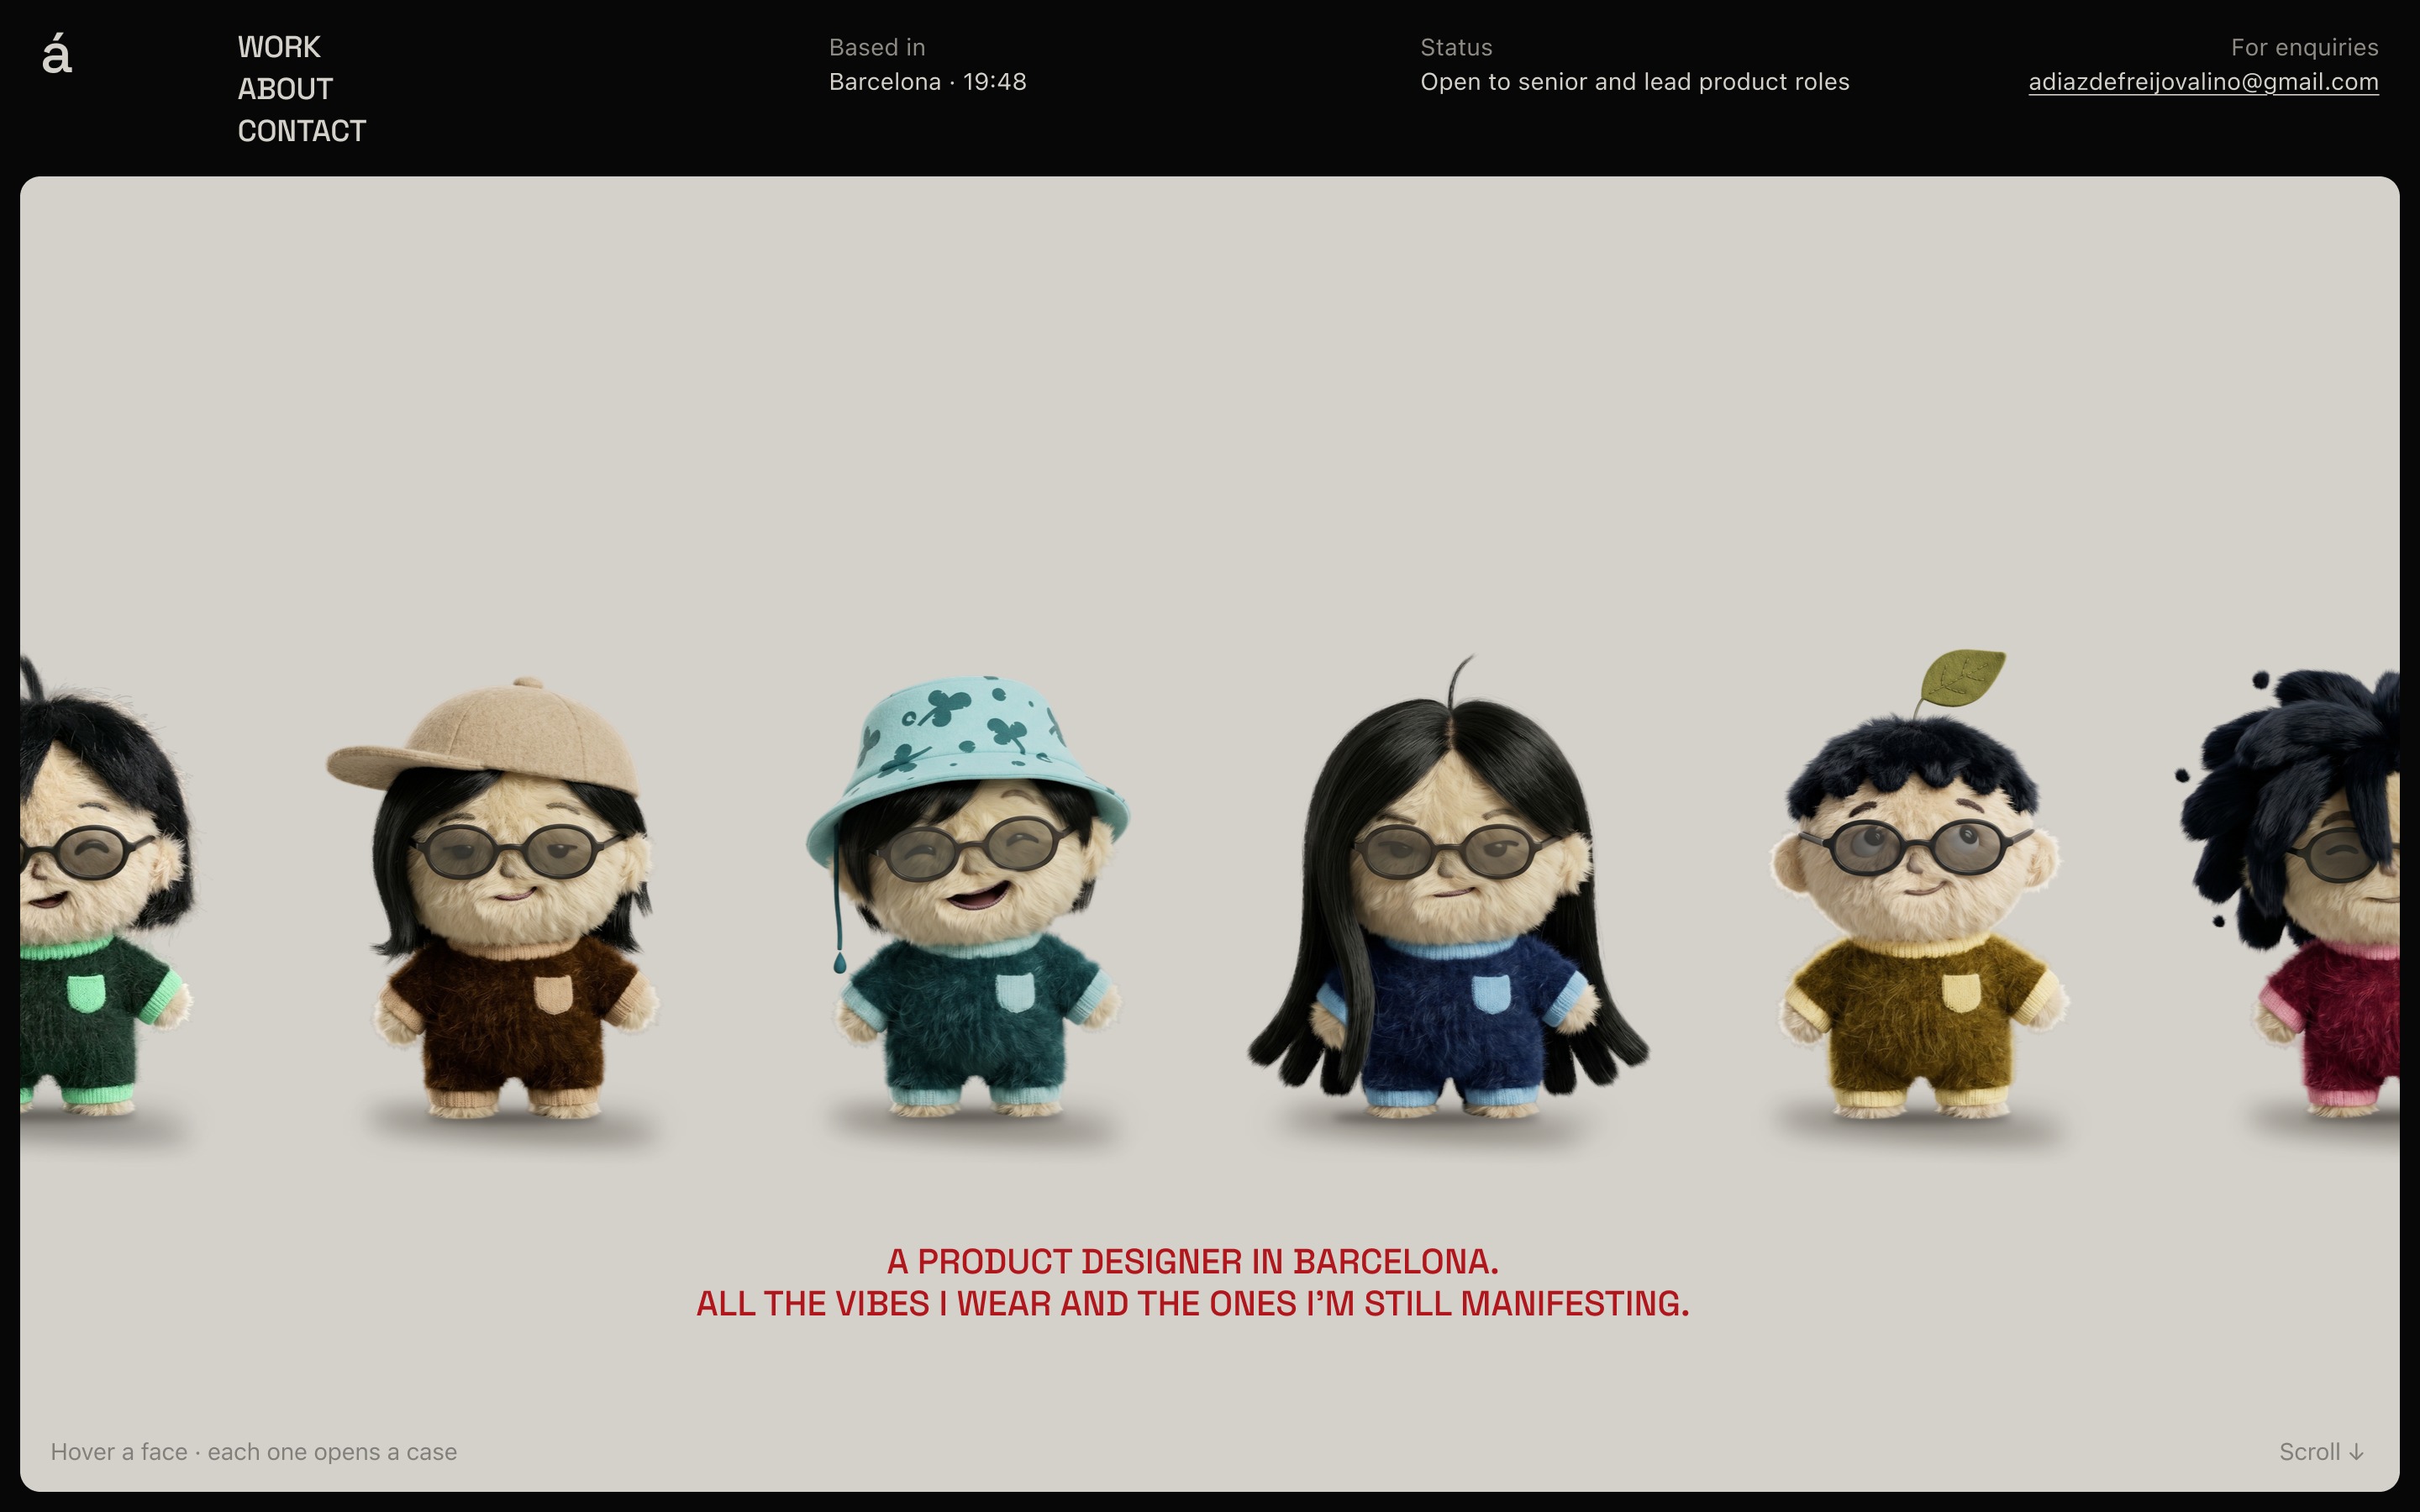 á
WORK
ABOUT
CONTACT
Based in
Barcelona · 19:48
Status
Open to senior and lead product roles
For enquiries
adiazdefreijovalino@gmail.com
A PRODUCT DESIGNER IN BARCELONA.
ALL THE VIBES I WEAR AND THE ONES I’M STILL MANIFESTING.
Hover a face · each one opens a case
Scroll ↓